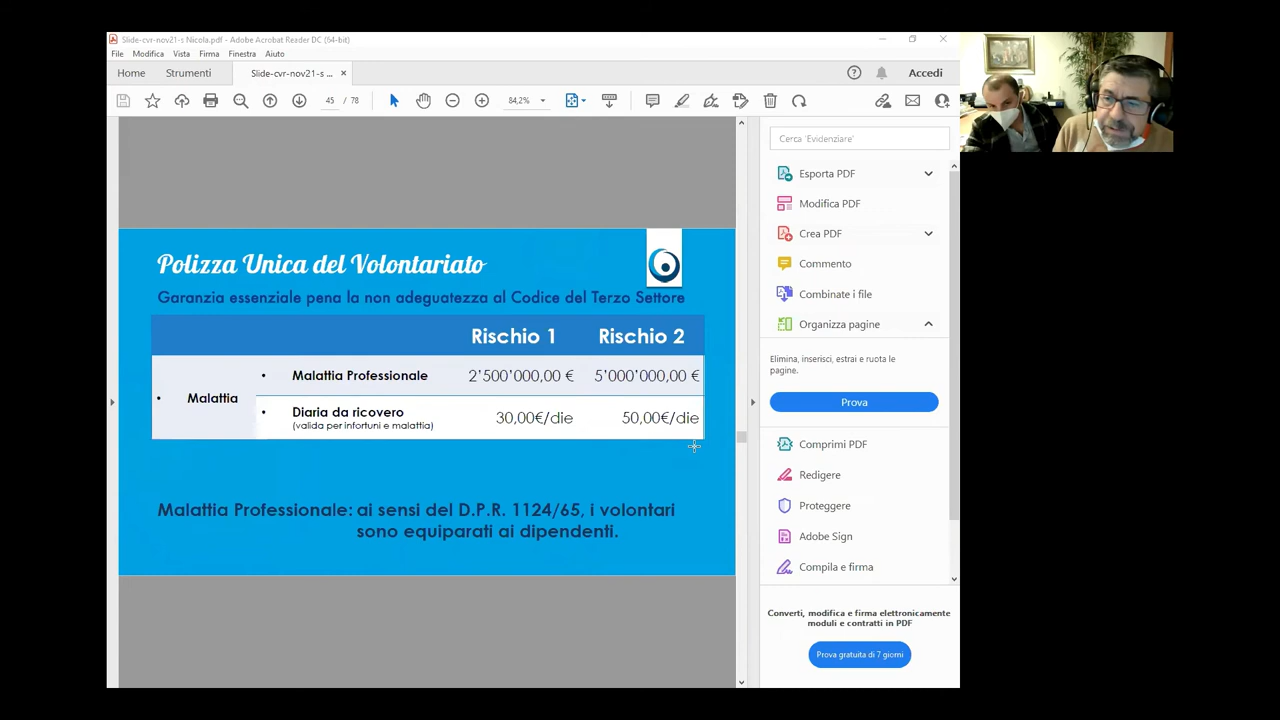 Slide-cvr-nov21-s Nicola.pdf - Adobe Acrobat Reader DC (64-bit)
File Modifica Vista Firma Finestra Aiuto
Home Strumenti Slide-cvr-nov21-s ... × Accedi
45 / 78 84,2%
Cerca 'Evidenziare'
Esporta PDF
Modifica PDF
Crea PDF
Commento
Combinate i file
Organizza pagine
Elimina, inserisci, estrai e ruota le
pagine.
Prova
Comprimi PDF
Redigere
Proteggere
Adobe Sign
Compila e firma
Converti, modifica e firma elettronicamente
moduli e contratti in PDF
Prova gratuita di 7 giorni
Polizza Unica del Volontariato
Garanzia essenziale pena la non adeguatezza al Codice del Terzo Settore
Rischio 1 Rischio 2
• Malattia
• Malattia Professionale 2'500'000,00 € 5'000'000,00 €
• Diaria da ricovero 30,00€/die 50,00€/die
(valida per infortuni e malattia)
Malattia Professionale: ai sensi del D.P.R. 1124/65, i volontari
sono equiparati ai dipendenti.